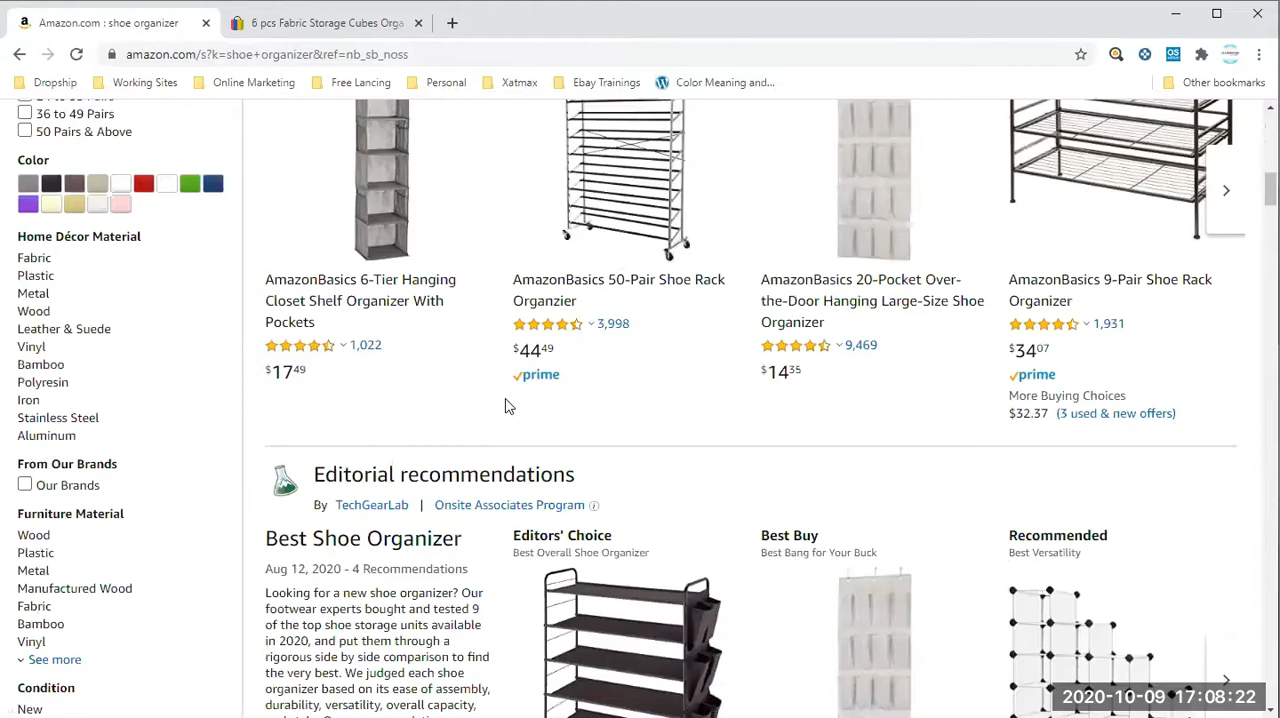 Amazon.com : shoe organizer
6 pcs Fabric Storage Cubes Orga
amazon.com/s?k=shoe+organizer&ref=nb_sb_noss
Dropship
Working Sites
Online Marketing
Free Lancing
Personal
Xatmax
Ebay Trainings
Color Meaning and...
Other bookmarks
36 to 49 Pairs
50 Pairs & Above
Color
Home Décor Material
Fabric
Plastic
Metal
Wood
Leather & Suede
Vinyl
Bamboo
Polyresin
Iron
Stainless Steel
Aluminum
From Our Brands
Our Brands
Furniture Material
Wood
Plastic
Metal
Manufactured Wood
Fabric
Bamboo
Vinyl
See more
Condition
New
AmazonBasics 6-Tier Hanging
Closet Shelf Organizer With
Pockets
1,022
$17.49
AmazonBasics 50-Pair Shoe Rack
Organzier
3,998
$44.49
prime
AmazonBasics 20-Pocket Over-
the-Door Hanging Large-Size Shoe
Organizer
9,469
$14.35
AmazonBasics 9-Pair Shoe Rack
Organizer
1,931
$34.07
prime
More Buying Choices
$32.37 (3 used & new offers)
Editorial recommendations
By TechGearLab | Onsite Associates Program
Best Shoe Organizer
Aug 12, 2020 - 4 Recommendations
Looking for a new shoe organizer? Our
footwear experts bought and tested 9
of the top shoe storage units available
in 2020, and put them through a
rigorous side by side comparison to find
the very best. We judged each shoe
organizer based on its ease of assembly,
durability, versatility, overall capacity,
Editors' Choice
Best Overall Shoe Organizer
Best Buy
Best Bang for Your Buck
Recommended
Best Versatility
2020-10-09 17:08:22